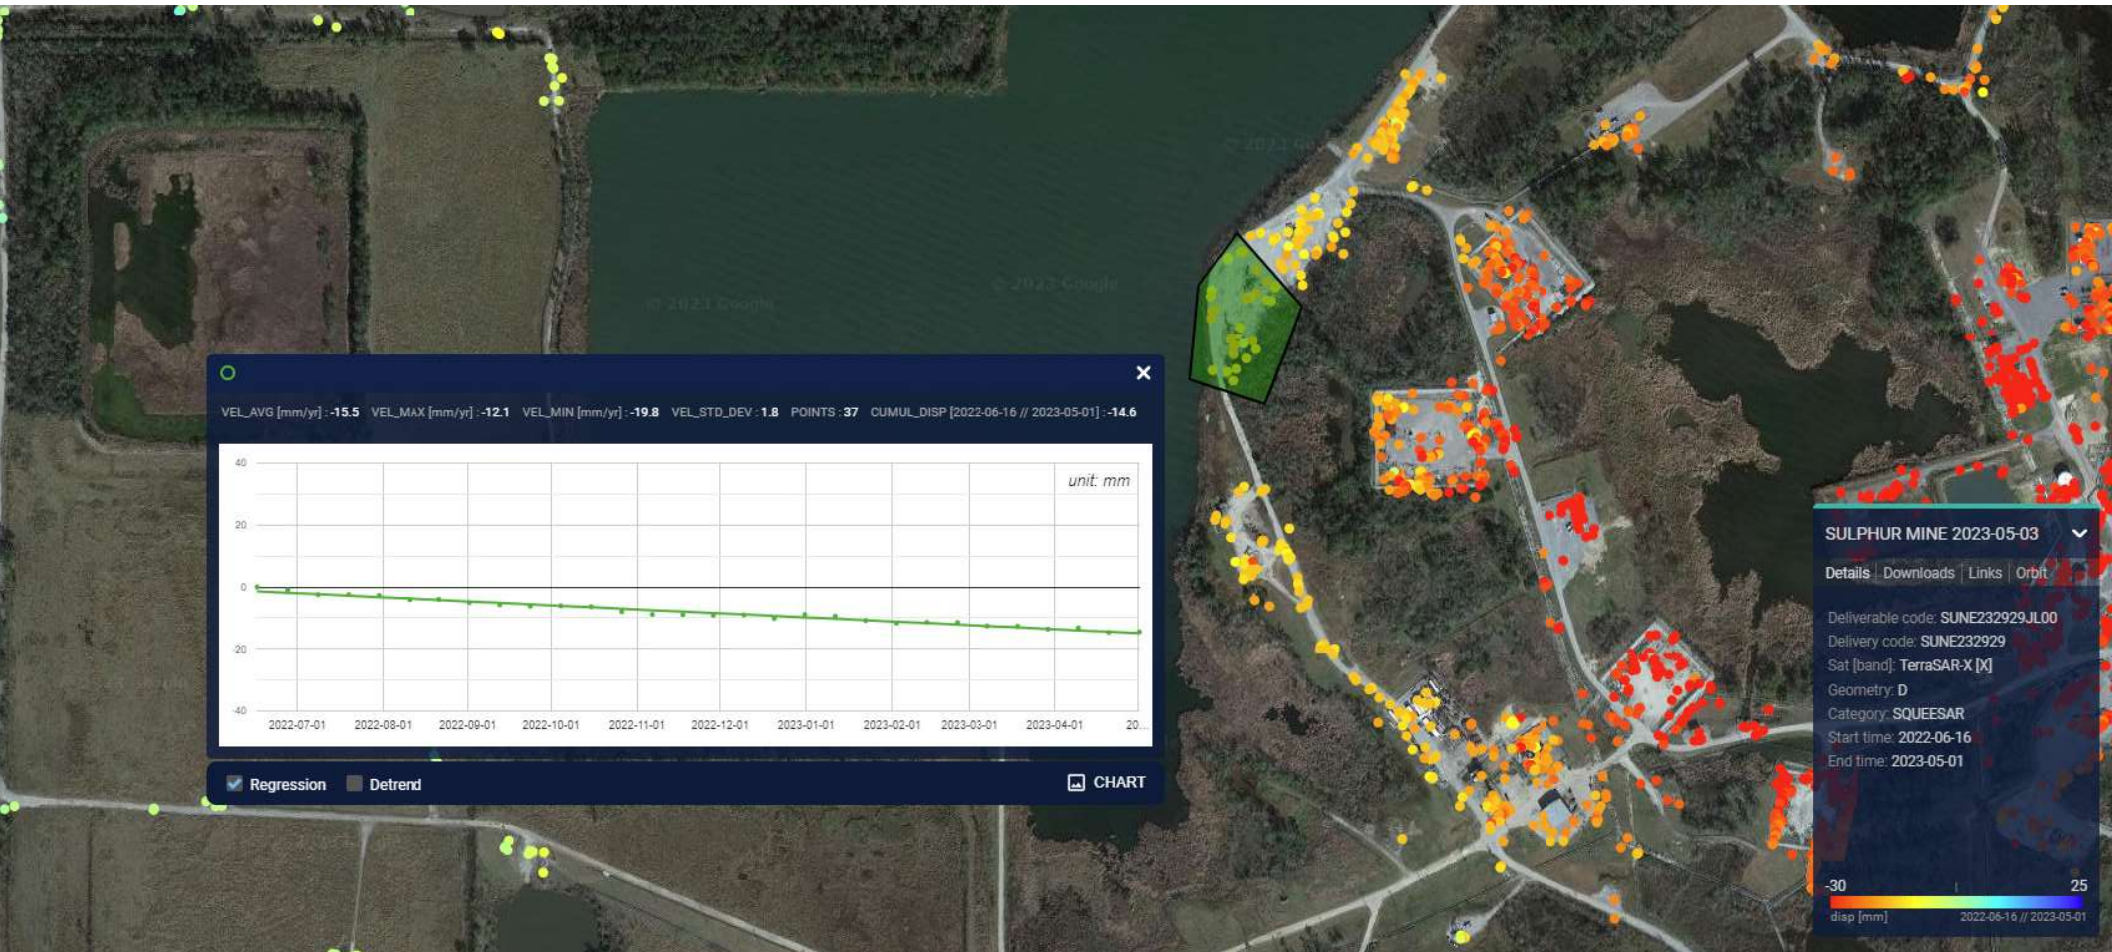 © 2023 Google
© 2023 Google
VEL_AVG [mm/yr] : -15.5 VEL_MAX [mm/yr] : -12.1 VEL_MIN [mm/yr] : -19.8 VEL_STD_DEV : 1.8 POINTS : 37 CUMUL_DISP [2022-06-16 // 2023-05-01] : -14.6
unit: mm
40
20
0
-20
-40
2022-07-01 2022-08-01 2022-09-01 2022-10-01 2022-11-01 2022-12-01 2023-01-01 2023-02-01 2023-03-01 2023-04-01 20...
Regression Detrend CHART
SULPHUR MINE 2023-05-03
Details | Downloads | Links | Orbit
Deliverable code: SUNE232929JL00
Delivery code: SUNE232929
Sat [band]: TerraSAR-X [X]
Geometry: D
Category: SQUEESAR
Start time: 2022-06-16
End time: 2023-05-01
-30 25
disp [mm] 2022-06-16 // 2023-05-01